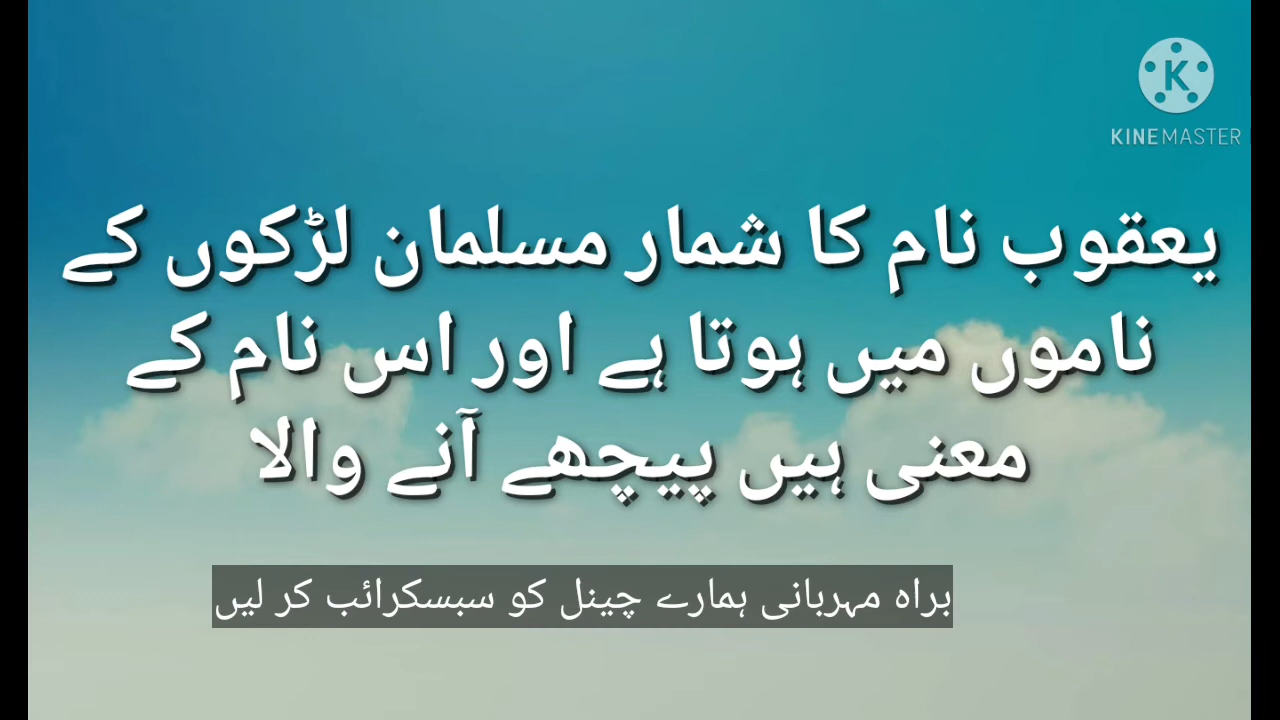 K
KINEMASTER
یعقوب نام کا شمار مسلمان لڑکوں کے
ناموں میں ہوتا ہے اور اس نام کے
معنی ہیں پیچھے آنے والا
براہ مہربانی ہمارے چینل کو سبسکرائب کر لیں